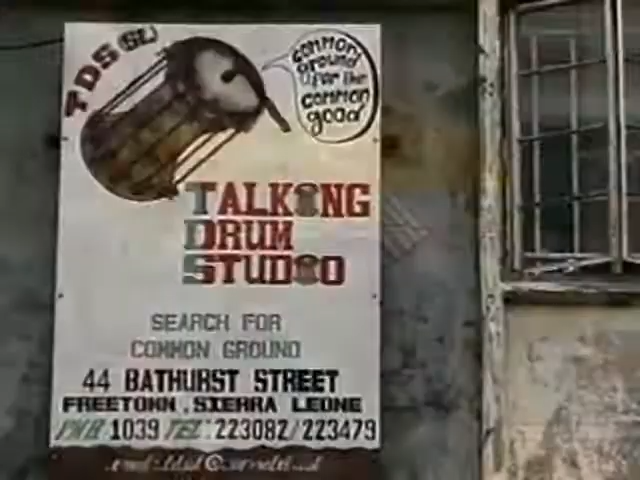 TDS (SL)
COMMON
ground
for the
common
good
TALKING
DRUM
STUDIO
SEARCH FOR
COMMON GROUND
44 BATHURST STREET
FREETOWN, SIERRA LEONE
PMB 1039 TEL: 223082/223479